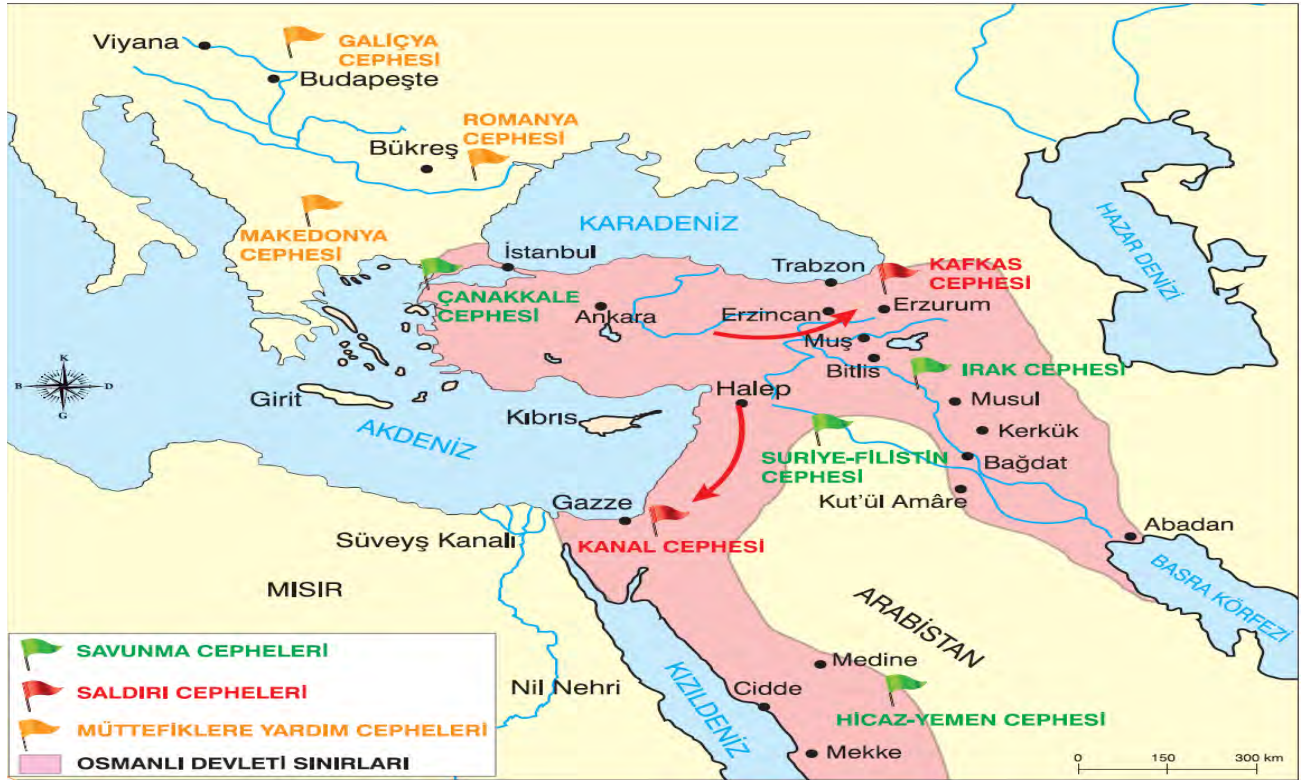 Viyana
GALİÇYA
CEPHESİ
Budapeşte
ROMANYA
CEPHESİ
Bükreş
MAKEDONYA
CEPHESİ
KARADENİZ
HAZAR DENİZİ
İstanbul
Trabzon
KAFKAS
CEPHESİ
ÇANAKKALE
CEPHESİ
Ankara
Erzincan
Erzurum
Muş
Bitlis
IRAK CEPHESİ
K
B
D
G
Girit
Kıbrıs
Halep
Musul
AKDENİZ
Kerkük
SURİYE-FİLİSTİN
CEPHESİ
Bağdat
Kut'ül Amâre
Gazze
Abadan
Süveyş Kanalı
KANAL CEPHESİ
BASRA KÖRFEZİ
MISIR
ARABİSTAN
Medine
Nil Nehri
KIZILDENİZ
Cidde
HİCAZ-YEMEN CEPHESİ
Mekke
SAVUNMA CEPHELERİ
SALDIRI CEPHELERİ
MÜTTEFİKLERE YARDIM CEPHELERİ
OSMANLI DEVLETİ SINIRLARI
0 150 300 km